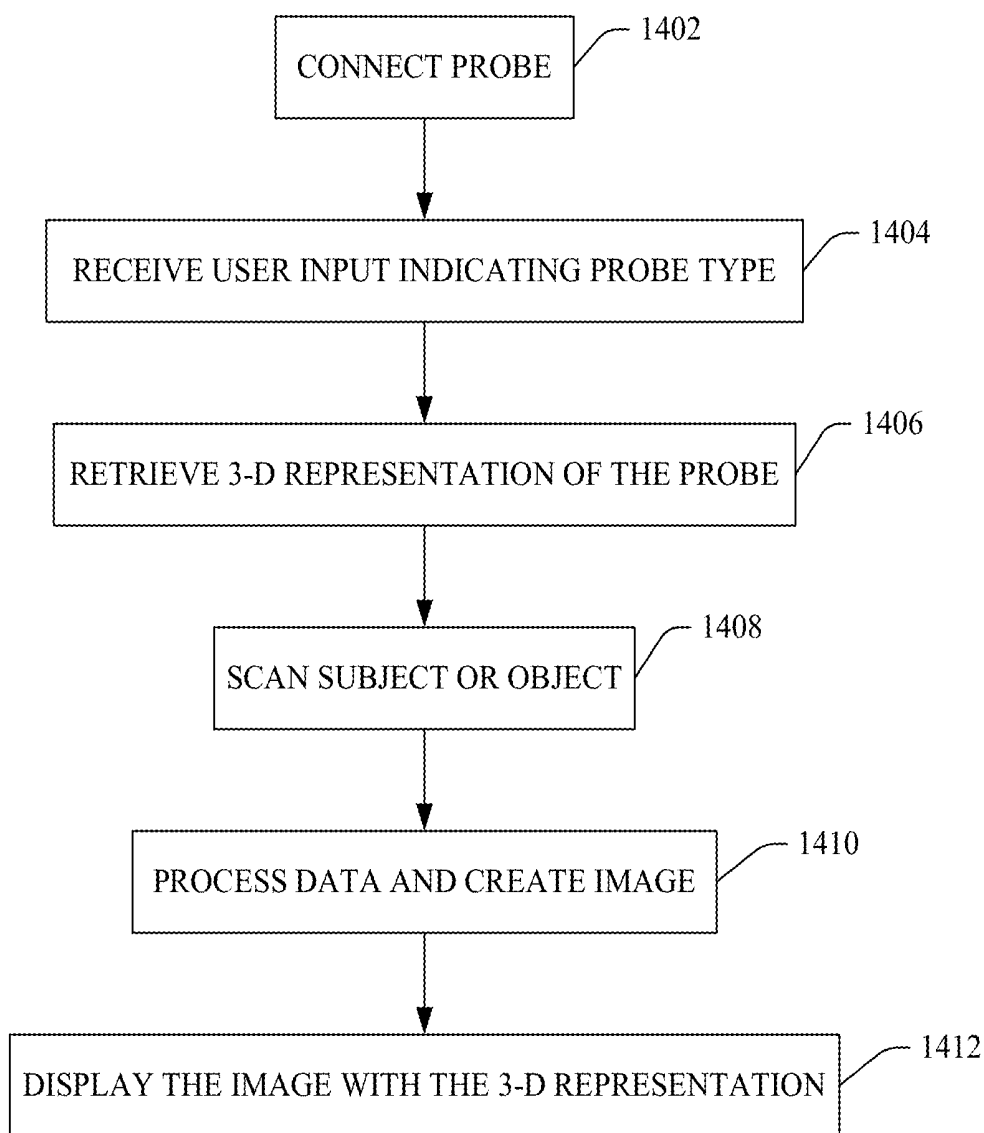 1402
CONNECT PROBE
1404
RECEIVE USER INPUT INDICATING PROBE TYPE
1406
RETRIEVE 3-D REPRESENTATION OF THE PROBE
1408
SCAN SUBJECT OR OBJECT
1410
PROCESS DATA AND CREATE IMAGE
1412
DISPLAY THE IMAGE WITH THE 3-D REPRESENTATION